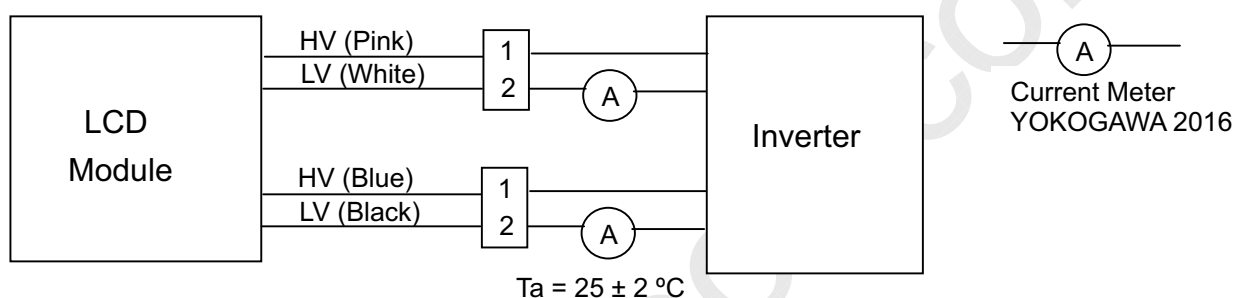 HV (Pink)
LV (White)
1
2
A
LCD
Module
Inverter
A
Current Meter
YOKOGAWA 2016
HV (Blue)
LV (Black)
1
2
A
Ta = 25 ± 2 ºC